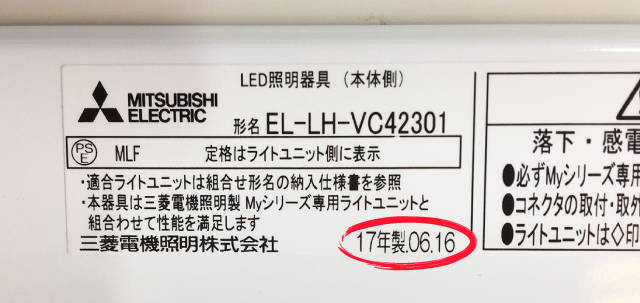 LED照明器具(本体側)
MITSUBISHI
ELECTRIC
形名 EL-LH-VC42301
PSE MLF 定格はライトユニット側に表示
・適合ライトユニットは組合せ形名の納入仕様書を参照
・本器具は三菱電機照明製 Myシリーズ専用ライトユニットと
組合わせて性能を満足します
三菱電機照明株式会社 17年製.06.16
落下・感電
●必ずMyシリーズ専用
●コネクタの取付・取外
●ライトユニットは◇印